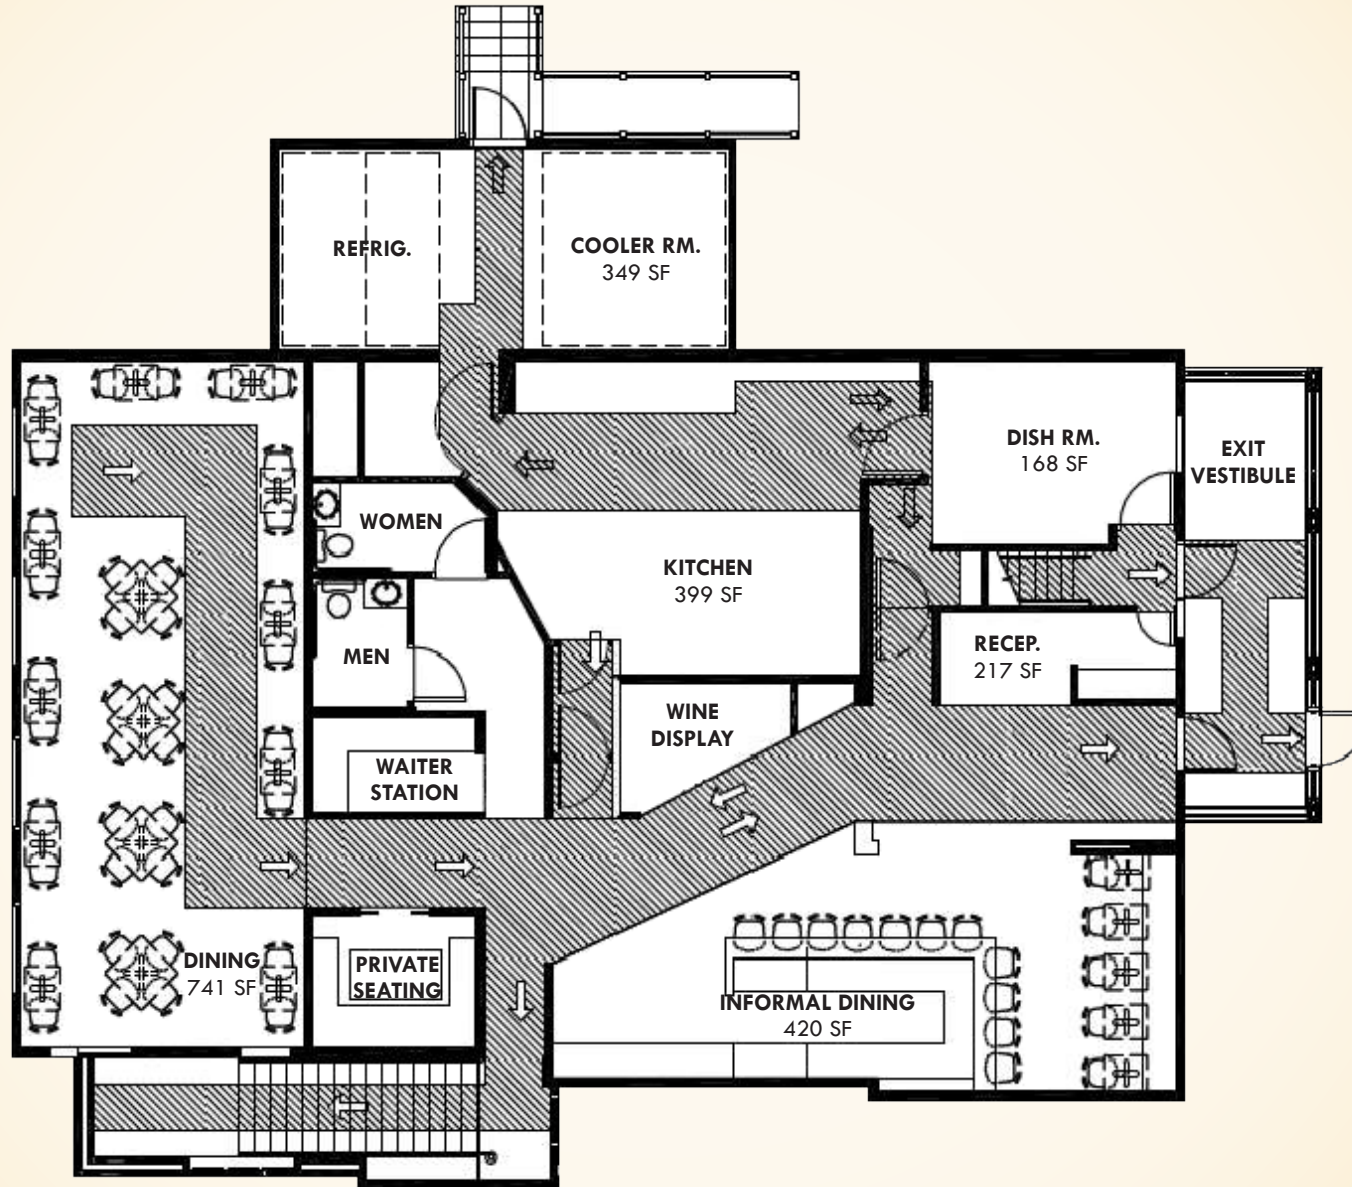 REFRIG.
COOLER RM.
349 SF
DISH RM.
168 SF
EXIT
VESTIBULE
WOMEN
KITCHEN
399 SF
MEN
RECEP.
217 SF
WINE
DISPLAY
WAITER
STATION
DINING
741 SF
PRIVATE
SEATING
INFORMAL DINING
420 SF